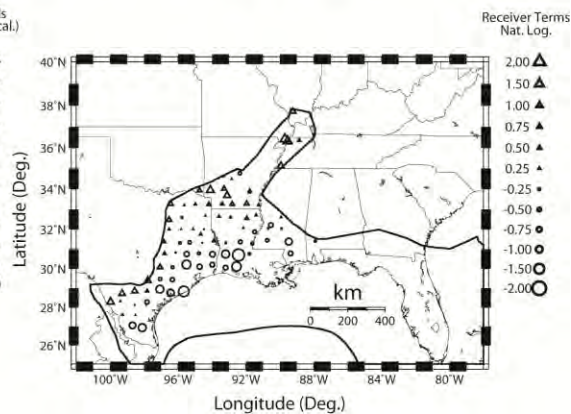 ls
cal.)
Receiver Terms
Nat. Log.
2.00
1.50
1.00
0.75
0.50
0.25
-0.25
-0.50
-0.75
-1.00
-1.50
-2.00
40°N
38°N
36°N
34°N
32°N
30°N
28°N
26°N
Latitude (Deg.)
km
0 200 400
100°W 96°W 92°W 88°W 84°W 80°W
Longitude (Deg.)